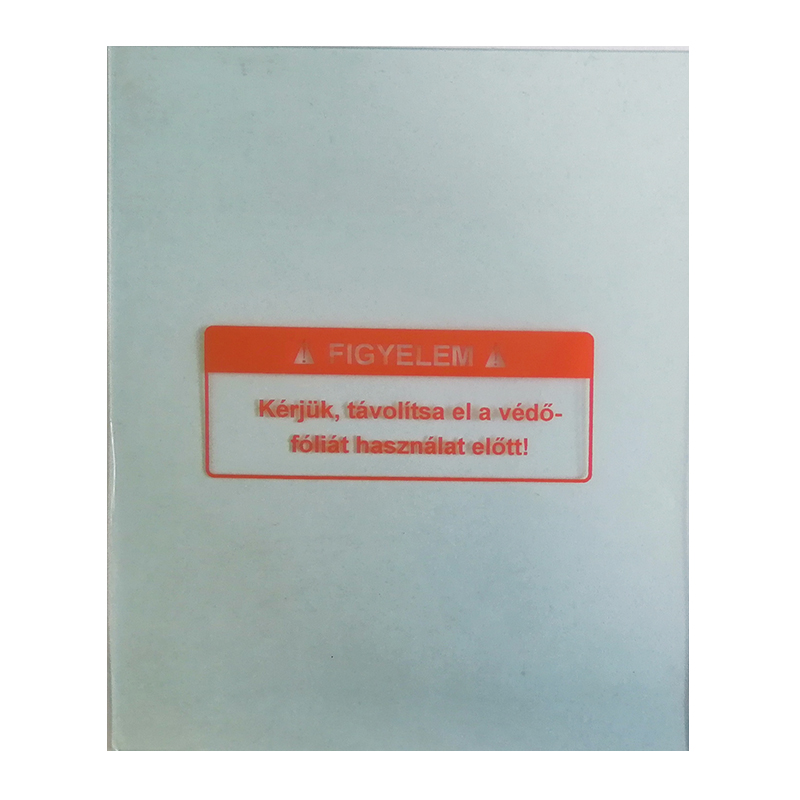 ⚠ FIGYELEM ⚠
Kérjük, távolítsa el a védő-
fóliát használat előtt!